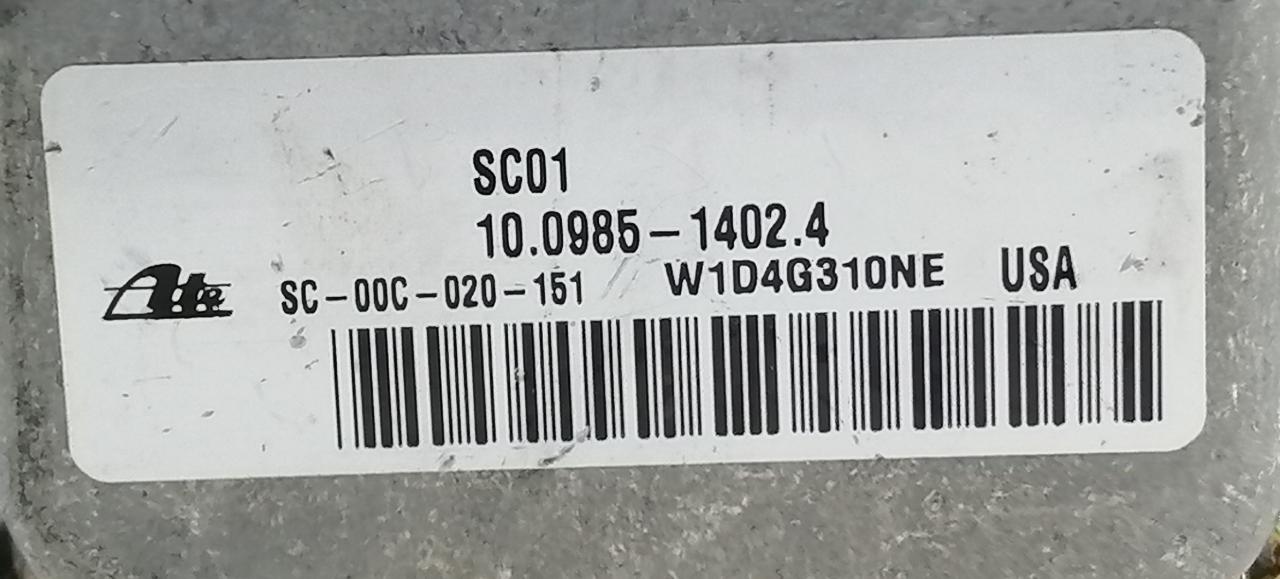 SC01
10.0985-1402.4
Ate SC-00C-020-151 W1D4G310NE USA